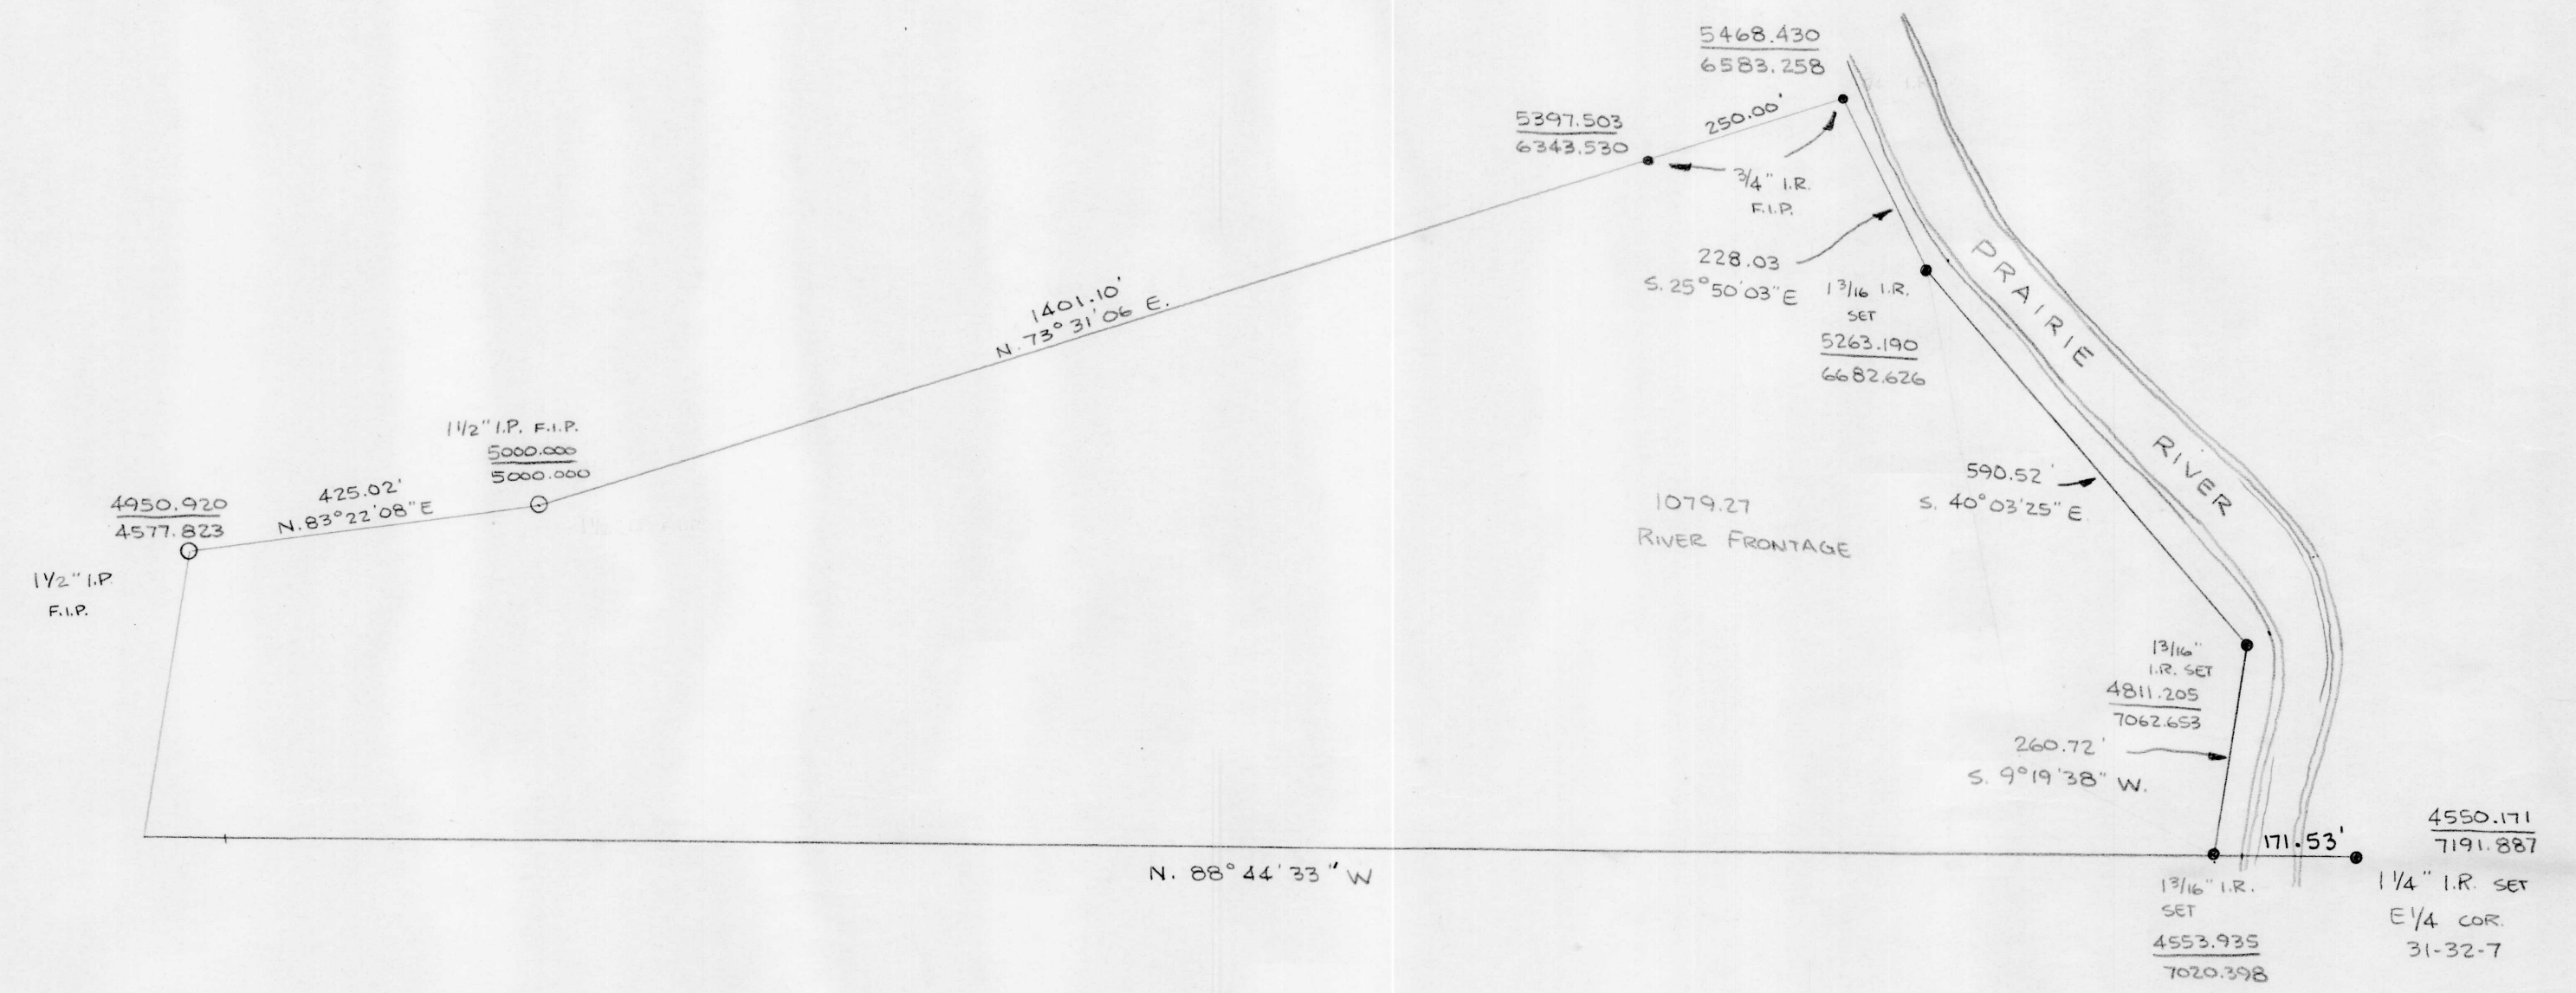 5468.430
6583.258
5397.503
6343.530
250.00'
3/4" I.R.
F.I.P.
228.03
S. 25°50'03"E
1 3/16 I.R.
SET
5263.190
6682.626
PRAIRIE RIVER
1401.10'
N. 73°31'06 E.
1 1/2" I.P. F.I.P.
5000.000
5000.000
425.02'
N. 83°22'08"E
4950.920
4577.823
1 1/2" I.P.
F.I.P.
590.52'
S. 40°03'25" E.
1079.27
RIVER FRONTAGE
1 3/16"
I.R. SET
4811.205
7062.653
260.72'
S. 9°19'38" W.
N. 88°44'33" W
171.53'
4550.171
7191.887
1 1/4" I.R. SET
E 1/4 COR.
31-32-7
1 3/16" I.R.
SET
4553.935
7020.398